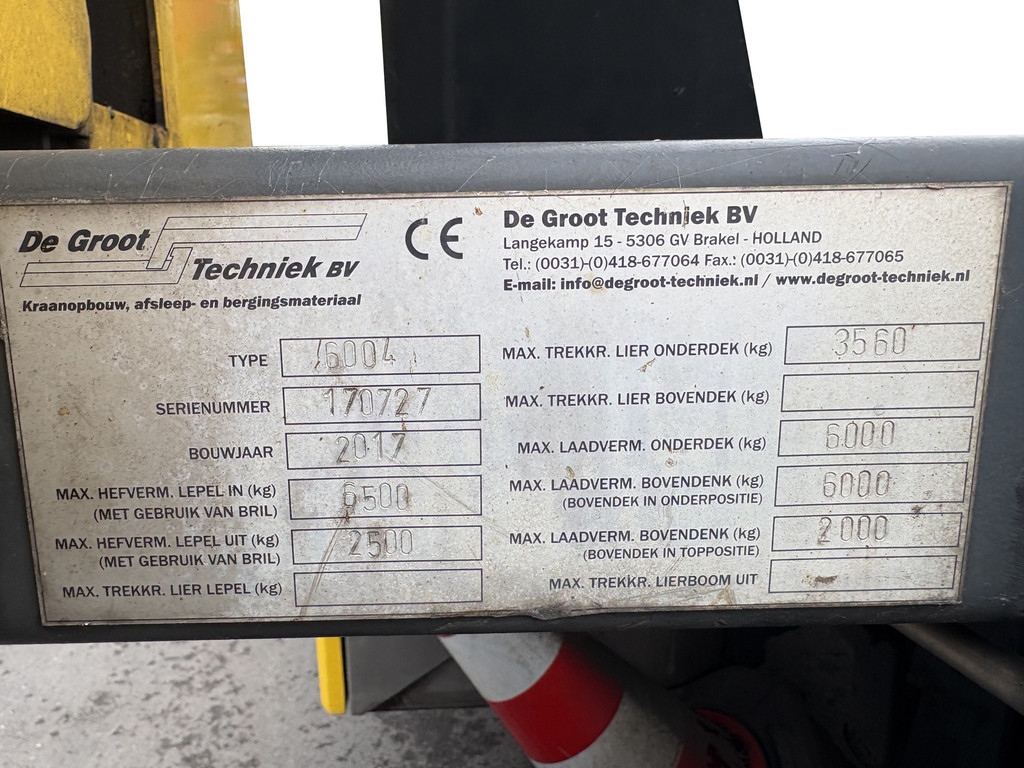 De Groot
Techniek BV
Kraanopbouw, afsleep- en bergingsmateriaal
CE
De Groot Techniek BV
Langekamp 15 - 5306 GV Brakel - HOLLAND
Tel.: (0031)-(0)418-677064 Fax.: (0031)-(0)418-677065
E-mail: info@degroot-techniek.nl / www.degroot-techniek.nl
TYPE 6004
SERIENUMMER 170727
BOUWJAAR 2017
MAX. HEFVERM. LEPEL IN (kg) 6500
(MET GEBRUIK VAN BRIL)
MAX. HEFVERM. LEPEL UIT (kg) 2500
(MET GEBRUIK VAN BRIL)
MAX. TREKKR. LIER LEPEL (kg)
MAX. TREKKR. LIER ONDERDEK (kg) 3560
MAX. TREKKR. LIER BOVENDEK (kg)
MAX. LAADVERM. ONDERDEK (kg) 6000
MAX. LAADVERM. BOVENDENK (kg) 6000
(BOVENDEK IN ONDERPOSITIE)
MAX. LAADVERM. BOVENDENK (kg) 2000
(BOVENDEK IN TOPPOSITIE)
MAX. TREKKR. LIERBOOM UIT